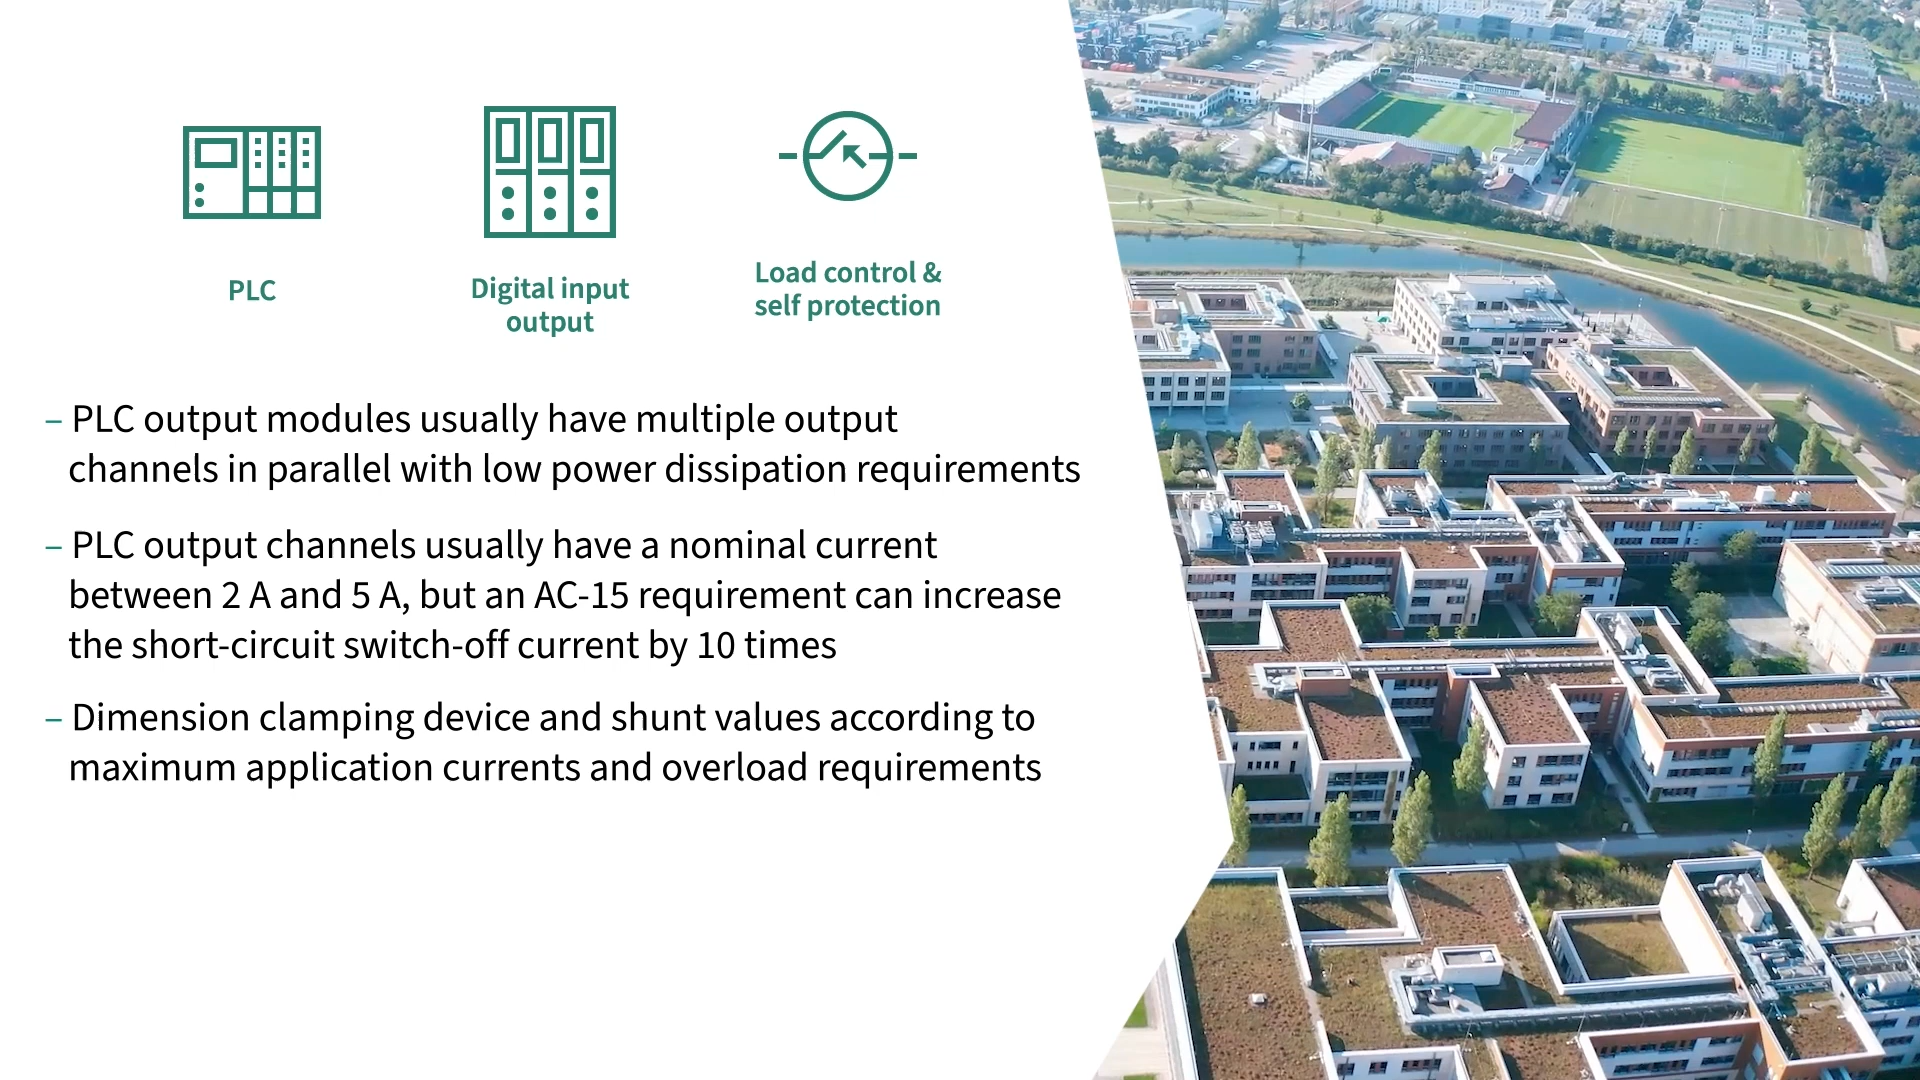 PLC
Digital input
output
Load control &
self protection
– PLC output modules usually have multiple output
channels in parallel with low power dissipation requirements
– PLC output channels usually have a nominal current
between 2 A and 5 A, but an AC-15 requirement can increase
the short-circuit switch-off current by 10 times
– Dimension clamping device and shunt values according to
maximum application currents and overload requirements